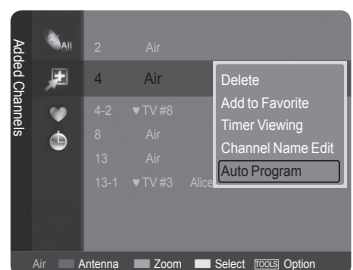 Added Channels
All
2 Air
4 Air
4-2 ♥ TV #8
8 Air
13 Air
13-1 ♥ TV #3 Alice
Delete
Add to Favorite
Timer Viewing
Channel Name Edit
Auto Program
Air Antenna Zoom Select TOOLS Option